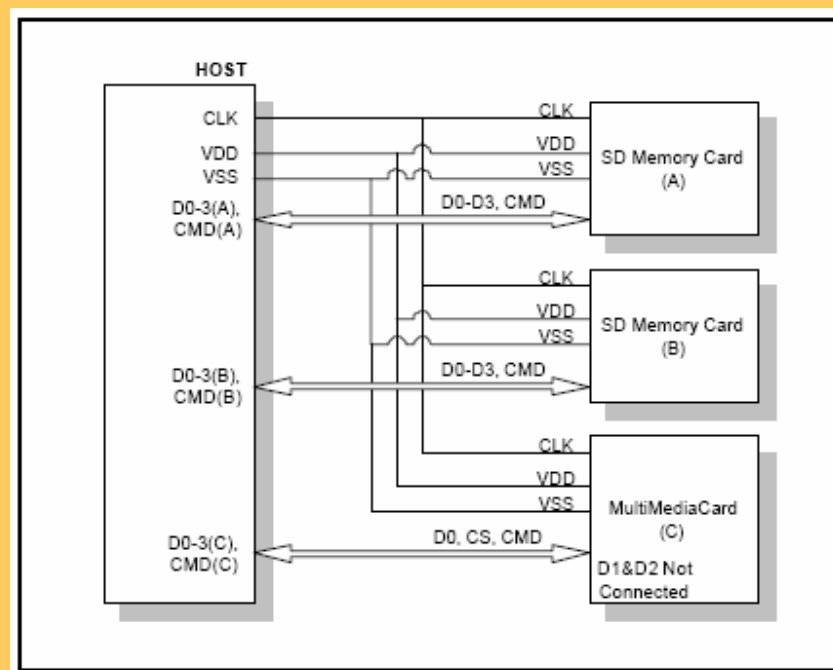 HOST
CLK
VDD
VSS
D0-3(A),
CMD(A)
D0-3(B),
CMD(B)
D0-3(C),
CMD(C)
CLK
VDD
VSS
D0-D3, CMD
SD Memory Card
(A)
CLK
VDD
VSS
D0-D3, CMD
SD Memory Card
(B)
CLK
VDD
VSS
D0, CS, CMD
MultiMediaCard
(C)
D1&D2 Not
Connected